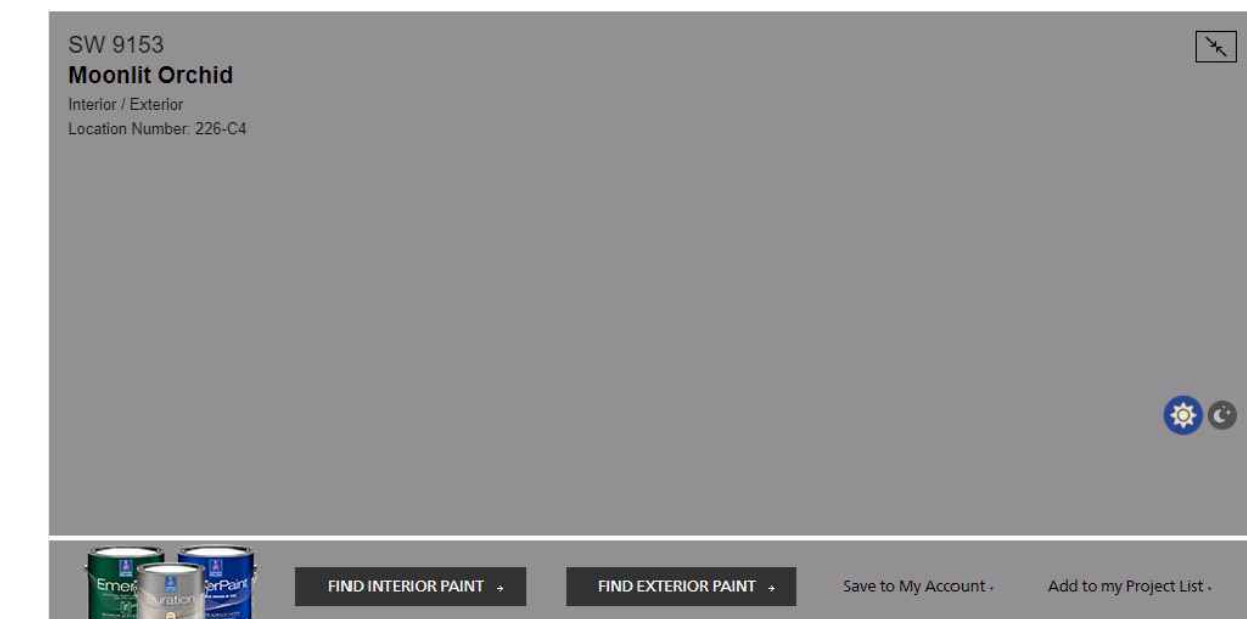 SW 9153
Moonlit Orchid
Interior / Exterior
Location Number: 226-C4
FIND INTERIOR PAINT
FIND EXTERIOR PAINT
Save to My Account
Add to my Project List